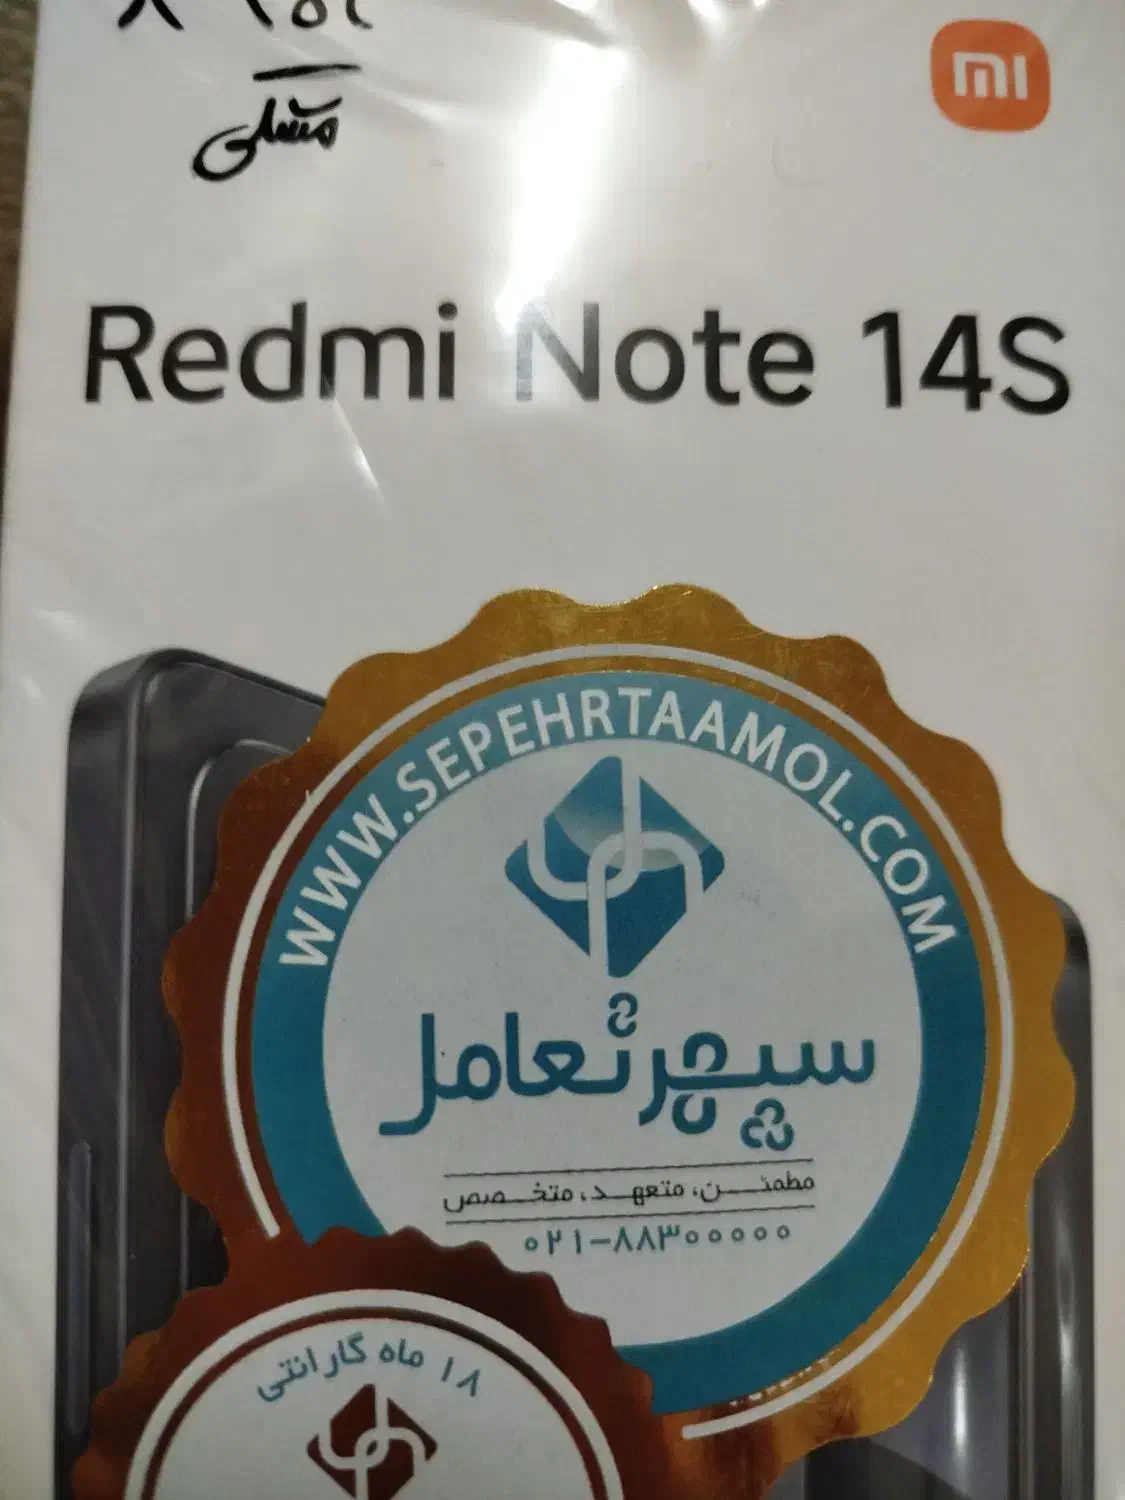 mi
مشکی
Redmi Note 14S
WWW.SEPEHRTAAMOL.COM
سپهر تعامل
مطمئن، متعهد، متخصص
۰۲۱-۸۸۳۰۰۰۰۰
۱۸ ماه گارانتی